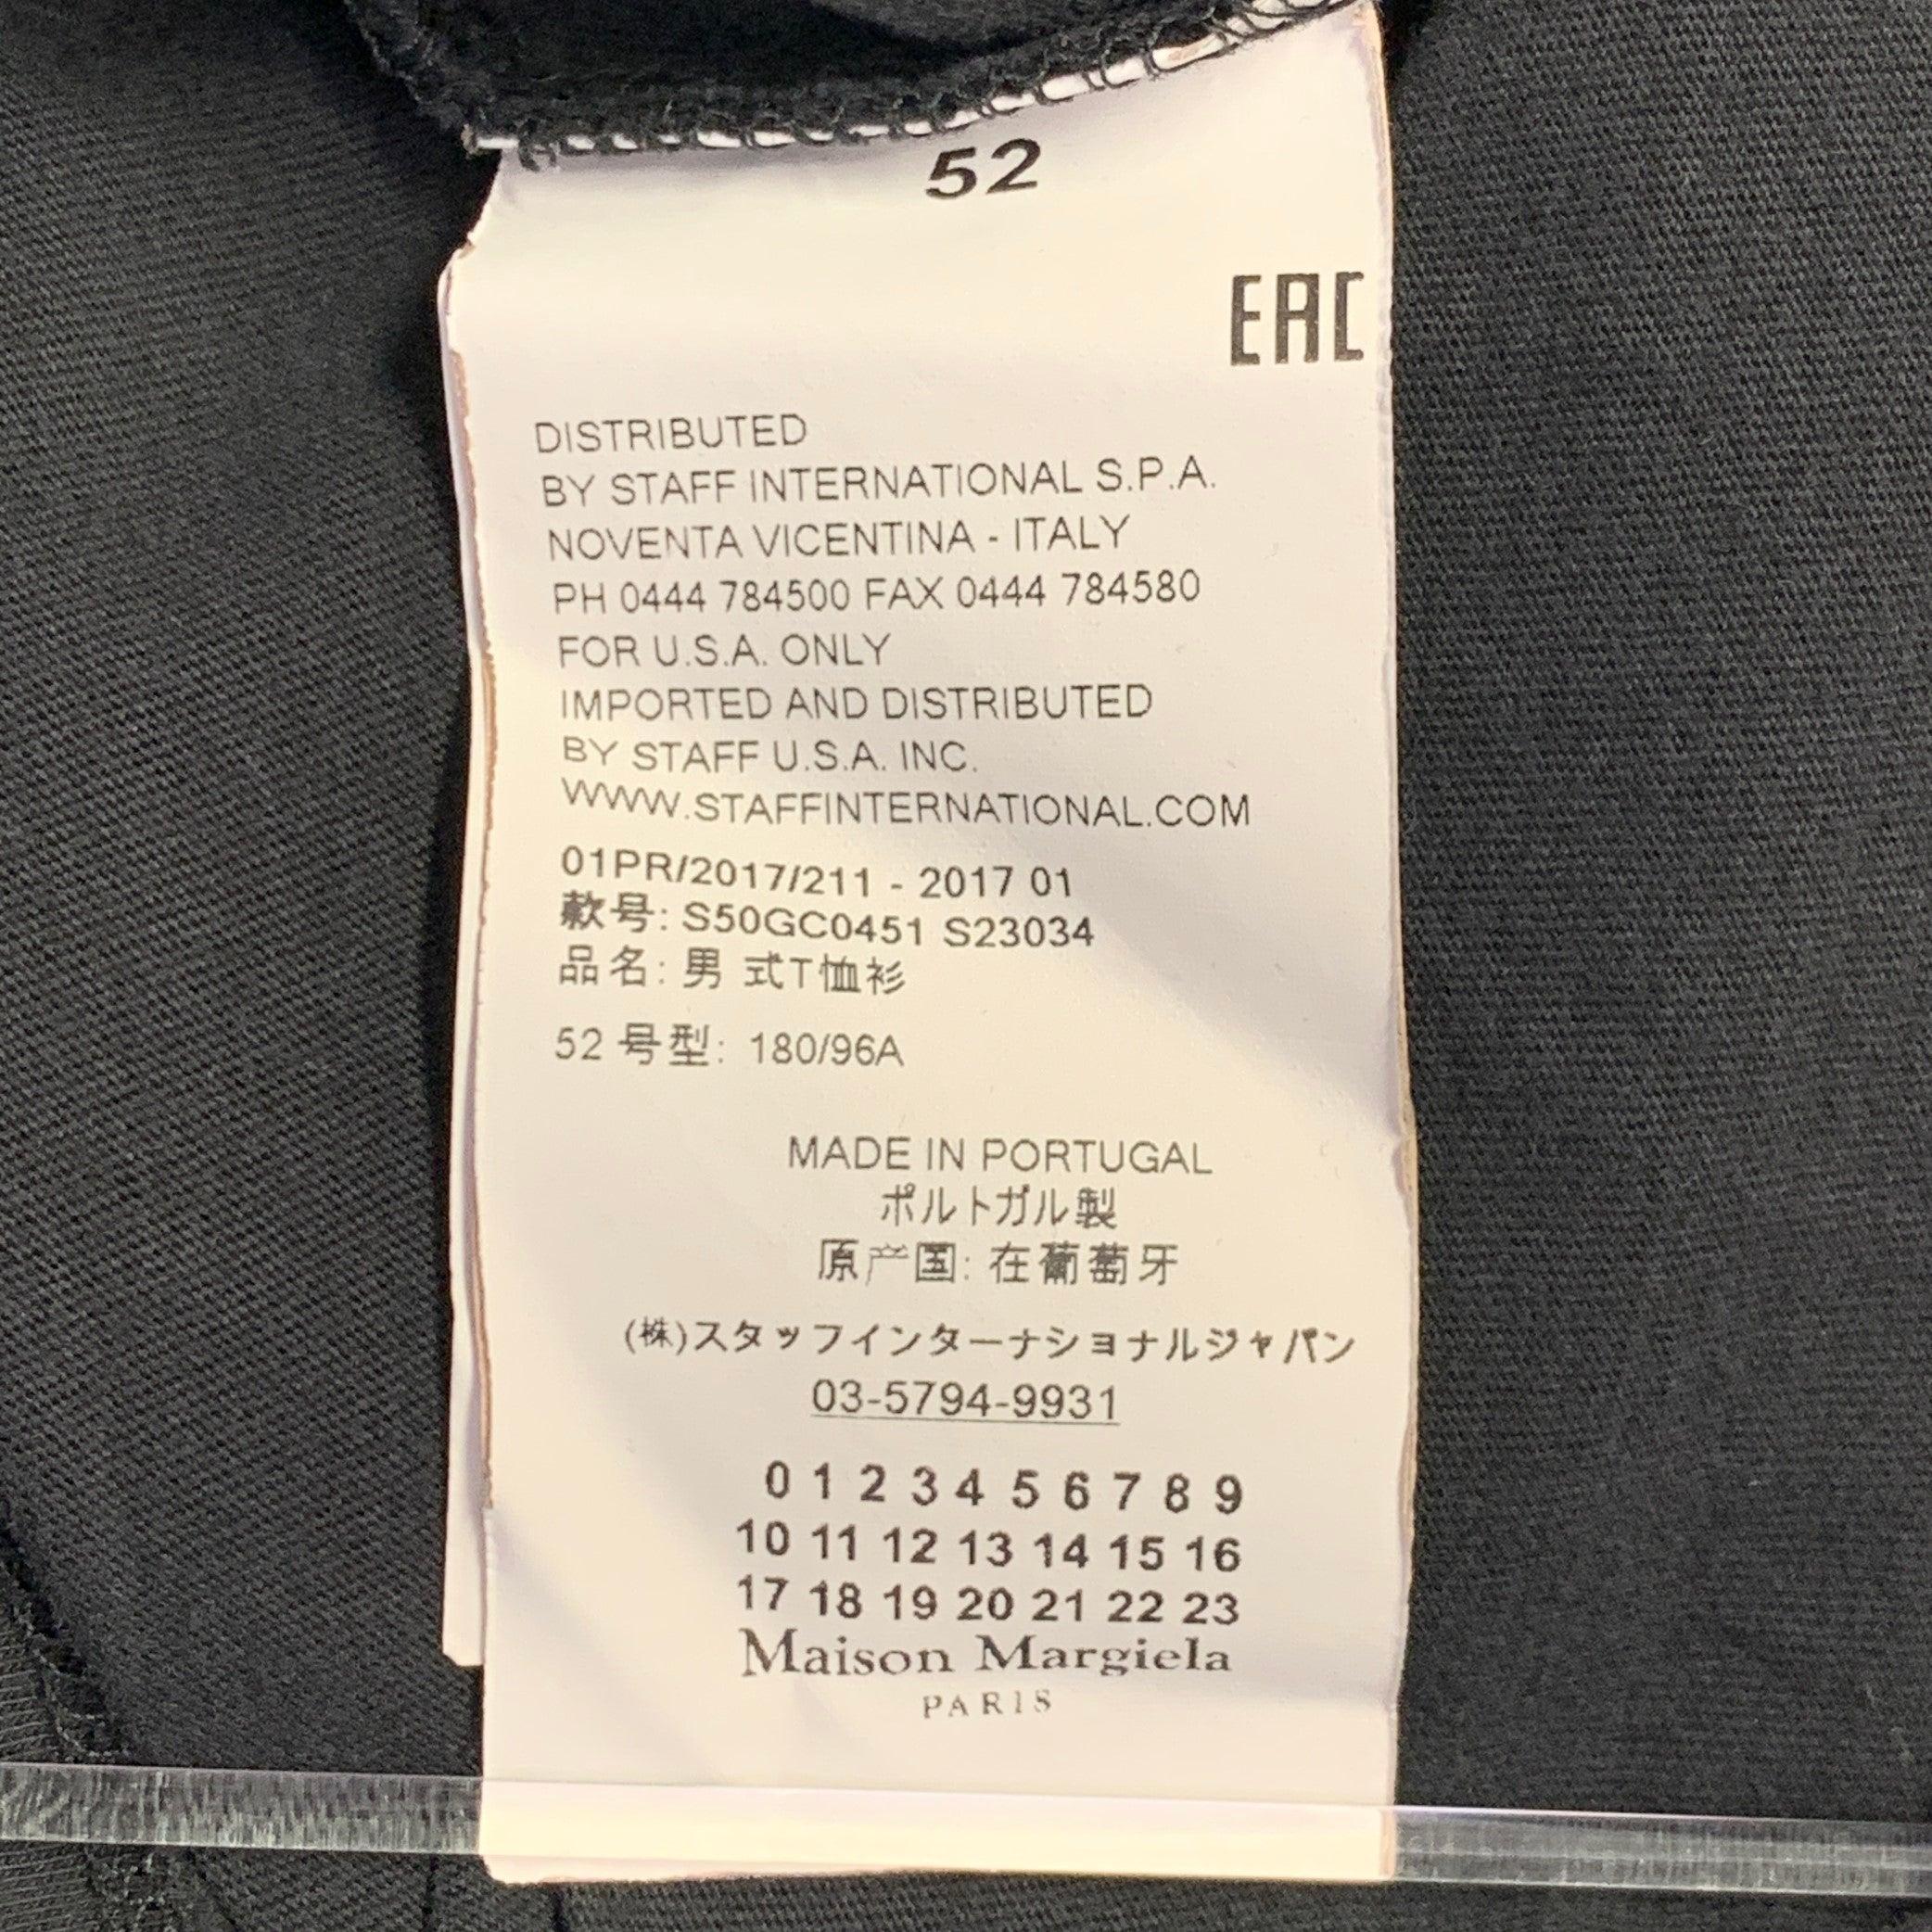 52
EAC
DISTRIBUTED
BY STAFF INTERNATIONAL S.P.A.
NOVENTA VICENTINA - ITALY
PH 0444 784500 FAX 0444 784580
FOR U.S.A. ONLY
IMPORTED AND DISTRIBUTED
BY STAFF U.S.A. INC.
WWW.STAFFINTERNATIONAL.COM
01PR/2017/211 - 2017 01
款号: S50GC0451 S23034
品名: 男 式T恤衫
52 号型: 180/96A
MADE IN PORTUGAL
ポルトガル製
原产国: 在葡萄牙
(株)スタッフインターナショナルジャパン
03-5794-9931
0 1 2 3 4 5 6 7 8 9
10 11 12 13 14 15 16
17 18 19 20 21 22 23
Maison Margiela
PARIS